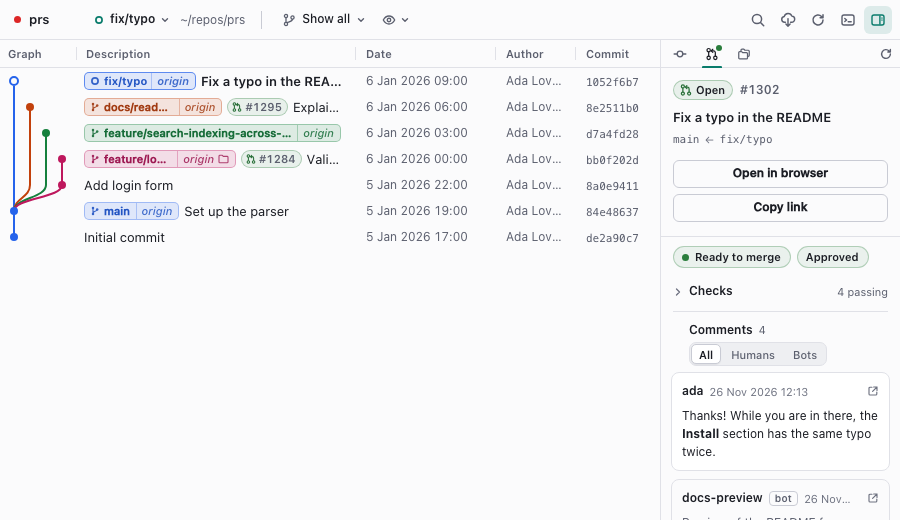 prs fix/typo ~/repos/prs Show all
Graph Description Date Author Commit
fix/typo origin Fix a typo in the REA... 6 Jan 2026 09:00 Ada Lov... 1052f6b7
docs/read... origin #1295 Explai... 6 Jan 2026 06:00 Ada Lov... 8e2511b0
feature/search-indexing-across-... origin 6 Jan 2026 03:00 Ada Lov... d7a4fd28
feature/lo... origin #1284 Vali... 6 Jan 2026 00:00 Ada Lov... bb0f202d
Add login form 5 Jan 2026 22:00 Ada Lov... 8a0e9411
main origin Set up the parser 5 Jan 2026 19:00 Ada Lov... 84e48637
Initial commit 5 Jan 2026 17:00 Ada Lov... de2a90c7
Open #1302
Fix a typo in the README
main ← fix/typo
Open in browser
Copy link
Ready to merge Approved
Checks 4 passing
Comments 4
All Humans Bots
ada 26 Nov 2026 12:13
Thanks! While you are in there, the
Install section has the same typo
twice.
docs-preview bot 26 Nov...